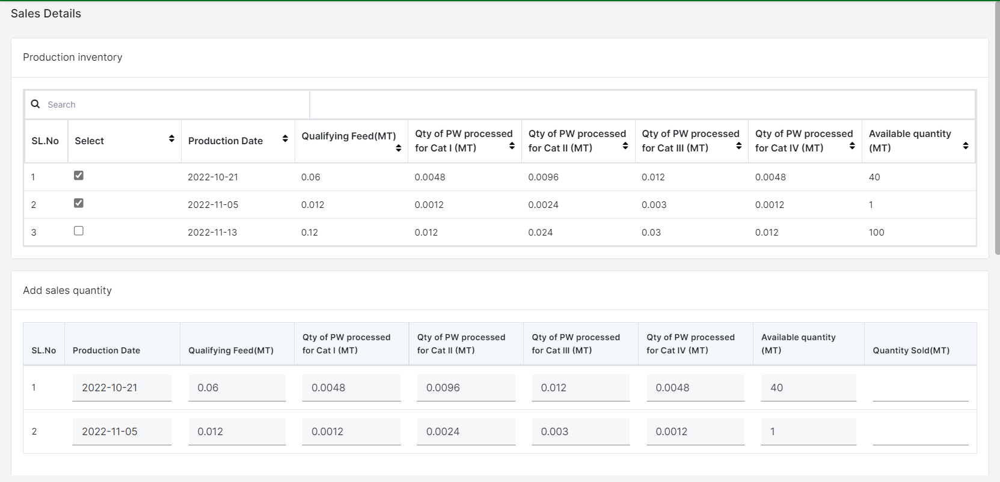 Sales Details
Production inventory
Search
SL.No Select Production Date Qualifying Feed(MT) Qty of PW processed for Cat I (MT) Qty of PW processed for Cat II (MT) Qty of PW processed for Cat III (MT) Qty of PW processed for Cat IV (MT) Available quantity (MT)
1 2022-10-21 0.06 0.0048 0.0096 0.012 0.0048 40
2 2022-11-05 0.012 0.0012 0.0024 0.003 0.0012 1
3 2022-11-13 0.12 0.012 0.024 0.03 0.012 100
Add sales quantity
SL.No Production Date Qualifying Feed(MT) Qty of PW processed for Cat I (MT) Qty of PW processed for Cat II (MT) Qty of PW processed for Cat III (MT) Qty of PW processed for Cat IV (MT) Available quantity (MT) Quantity Sold(MT)
1 2022-10-21 0.06 0.0048 0.0096 0.012 0.0048 40
2 2022-11-05 0.012 0.0012 0.0024 0.003 0.0012 1